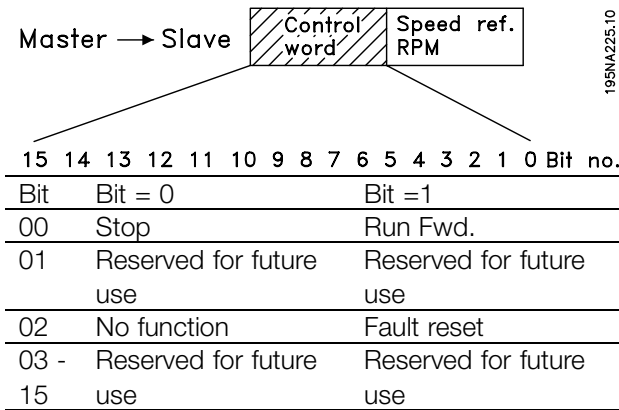 Master → Slave
Control word
Speed ref. RPM
195NA225.10
15 14 13 12 11 10 9 8 7 6 5 4 3 2 1 0 Bit no.
Bit Bit = 0 Bit =1
00 Stop Run Fwd.
01 Reserved for future use Reserved for future use
02 No function Fault reset
03 - 15 Reserved for future use Reserved for future use